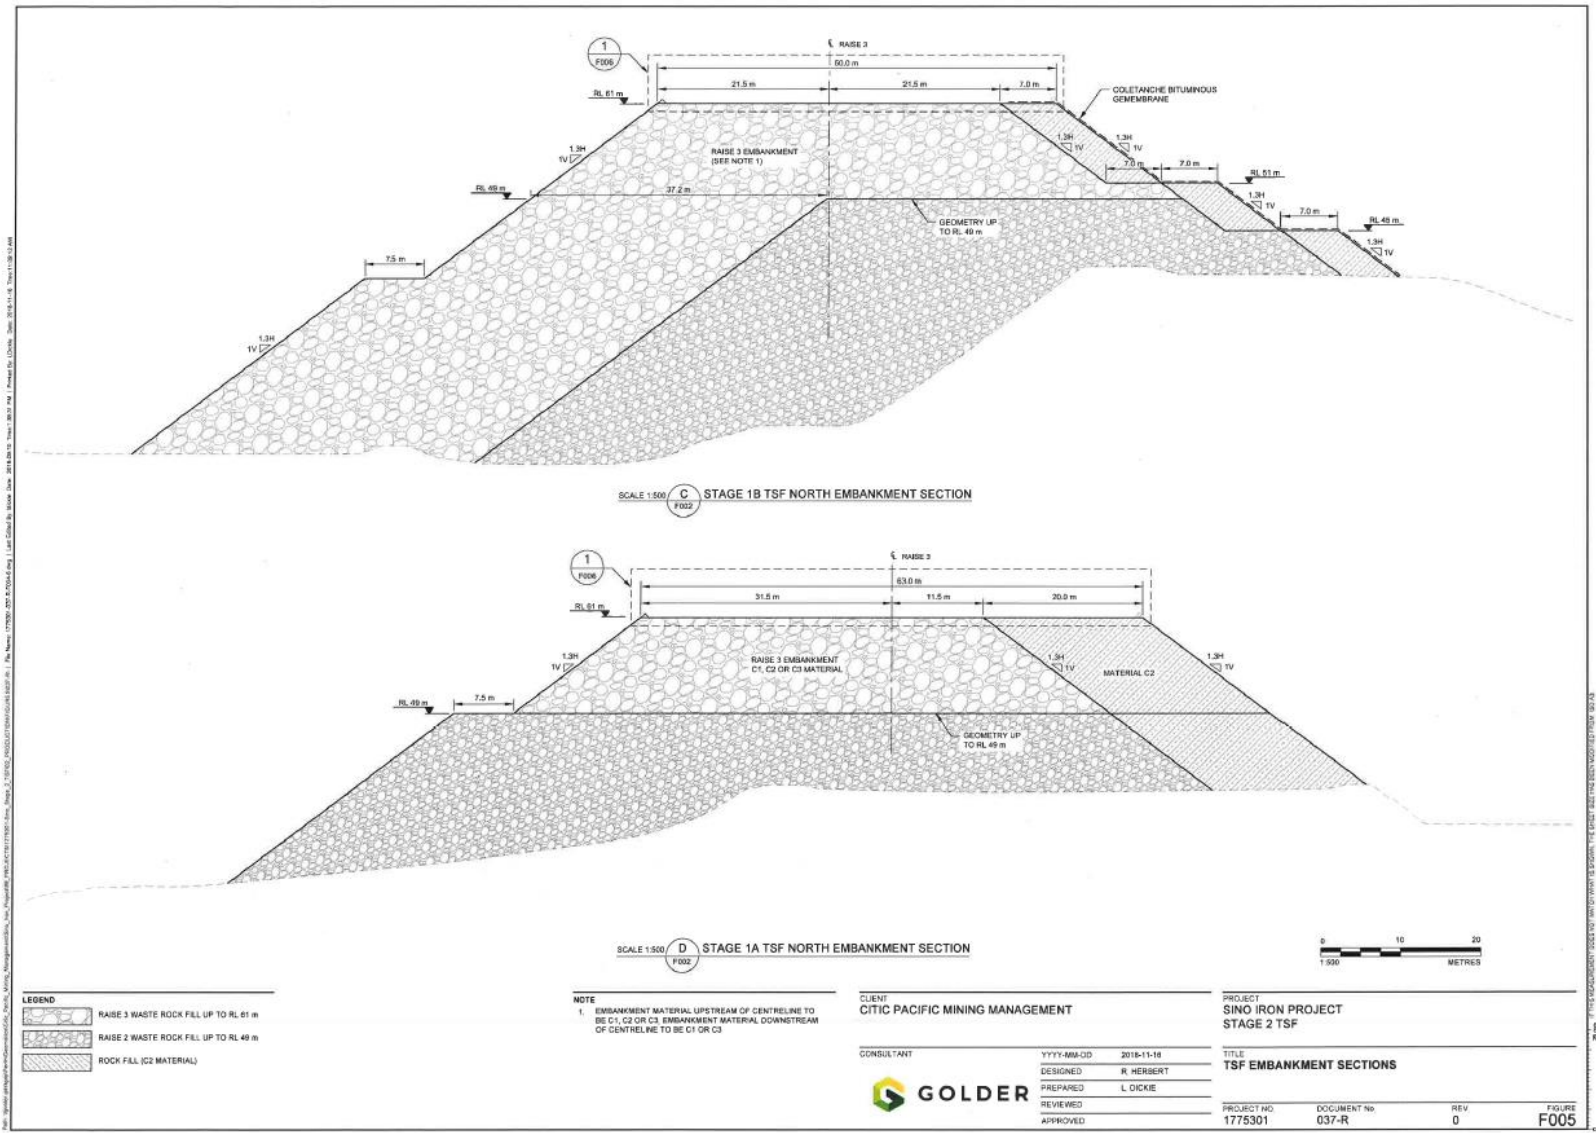 1
F006
℄ RAISE 3
50.0 m
21.5 m
21.5 m
7.0 m
RL 61 m
COLETANCHE BITUMINOUS
GEMEMBRANE
1.3H
1V
RAISE 3 EMBANKMENT
(SEE NOTE 1)
1.3H
1V
1.3H
1V
7.0 m
7.0 m
RL 51 m
RL 49 m
37.2 m
1.3H
1V
7.0 m
GEOMETRY UP
TO RL 49 m
1.3H
1V
7.5 m
1.3H
1V
SCALE 1:500
C
F002
STAGE 1B TSF NORTH EMBANKMENT SECTION
1
F006
℄ RAISE 3
63.0 m
31.5 m
11.5 m
20.0 m
RL 61 m
1.3H
1V
RAISE 3 EMBANKMENT
C1, C2 OR C3 MATERIAL
1.3H
1V
MATERIAL C2
1.3H
1V
RL 49 m
7.5 m
GEOMETRY UP
TO RL 49 m
SCALE 1:500
D
F002
STAGE 1A TSF NORTH EMBANKMENT SECTION
0 10 20
1:500 METRES
LEGEND
RAISE 3 WASTE ROCK FILL UP TO RL 61 m
RAISE 2 WASTE ROCK FILL UP TO RL 49 m
ROCK FILL (C2 MATERIAL)
NOTE
1. EMBANKMENT MATERIAL UPSTREAM OF CENTRELINE TO
BE C1, C2 OR C3, EMBANKMENT MATERIAL DOWNSTREAM
OF CENTRELINE TO BE C1 OR C3
CLIENT
CITIC PACIFIC MINING MANAGEMENT
PROJECT
SINO IRON PROJECT
STAGE 2 TSF
CONSULTANT
GOLDER
YYYY-MM-DD 2018-11-16
DESIGNED R. HERBERT
PREPARED L. DICKIE
REVIEWED
APPROVED
TITLE
TSF EMBANKMENT SECTIONS
PROJECT NO. DOCUMENT No REV. FIGURE
1775301 037-R 0 F005